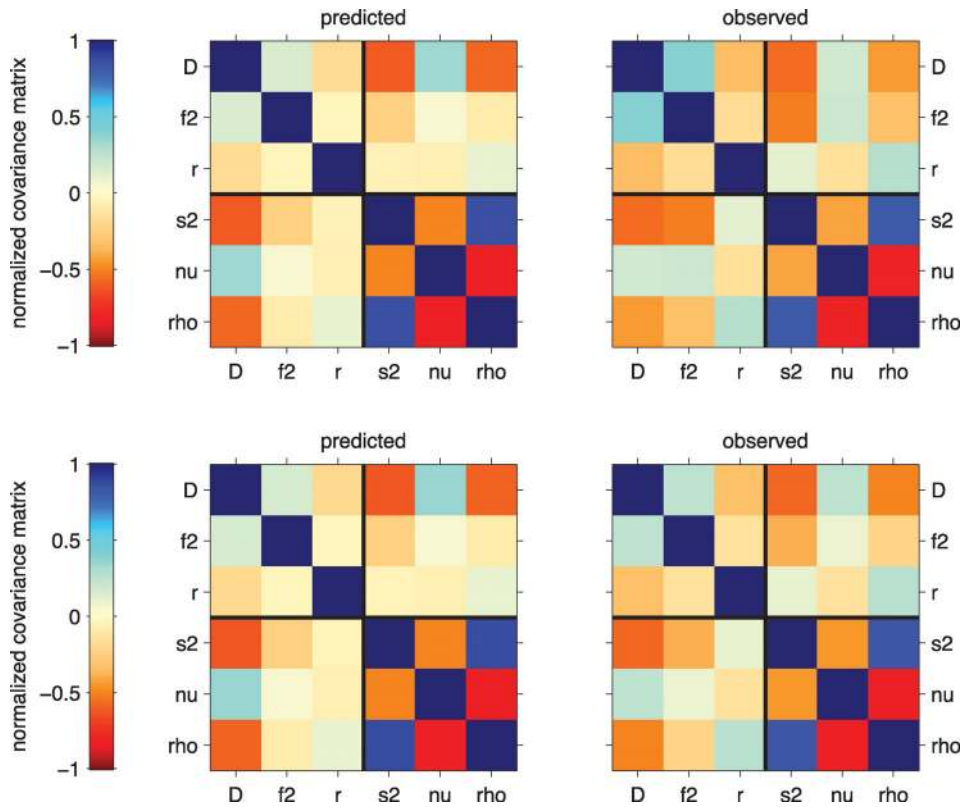 predicted
observed
normalized covariance matrix
1
0.5
0
−0.5
−1
D
f2
r
s2
nu
rho
D
f2
r
s2
nu
rho
D f2 r s2 nu rho
D f2 r s2 nu rho
predicted
observed
normalized covariance matrix
1
0.5
0
−0.5
−1
D
f2
r
s2
nu
rho
D
f2
r
s2
nu
rho
D f2 r s2 nu rho
D f2 r s2 nu rho